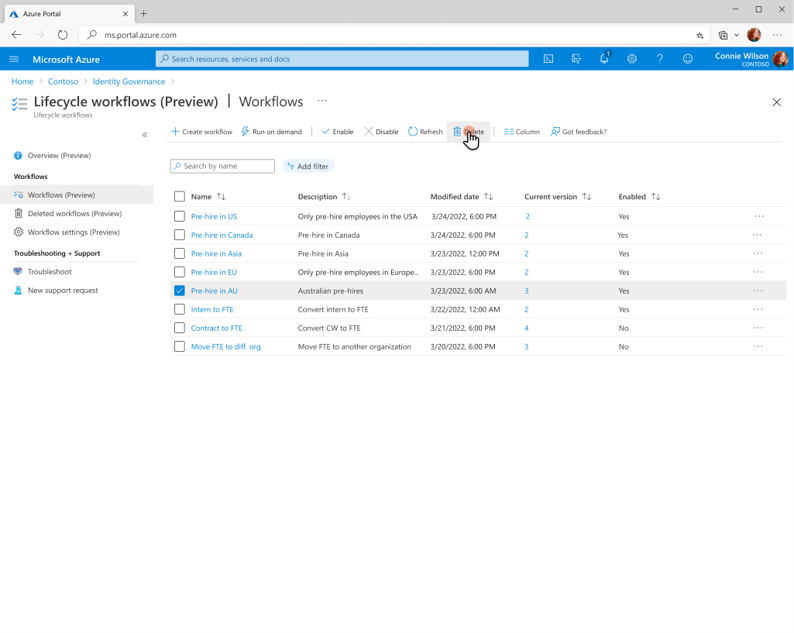 Azure Portal
ms.portal.azure.com
Microsoft Azure
Search resources, services and docs
1
Connie Wilson
CONTOSO
Home > Contoso > Identity Governance >
Lifecycle workflows (Preview) | Workflows ...
Lifecycle workflows
Create workflow Run on demand | Enable Disable Refresh | Column Got feedback?
Search by name
Add filter
Overview (Preview)
Workflows
Workflows (Preview)
Deleted workflows (Preview)
Workflow settings (Preview)
Troubleshooting + Support
Troubleshoot
New support request
Name Description Modified date Current version Enabled
Pre-hire in US Only pre-hire employees in the USA 3/24/2022, 6:00 PM 2 Yes ...
Pre-hire in Canada Pre-hire in Canada 3/24/2022, 6:00 PM 2 Yes ...
Pre-hire in Asia Pre-hire in Asia 3/23/2022, 12:00 PM 2 Yes ...
Pre-hire in EU Only pre-hire employees in Europe... 3/23/2022, 6:00 PM 2 Yes ...
Pre-hire in AU Australian pre-hires 3/23/2022, 6:00 AM 3 Yes ...
Intern to FTE Convert intern to FTE 3/22/2022, 12:00 AM 2 Yes ...
Contract to FTE Convert CW to FTE 3/21/2022, 6:00 PM 4 No ...
Move FTE to diff. org. Move FTE to another organization 3/20/2022, 6:00 PM 3 No ...